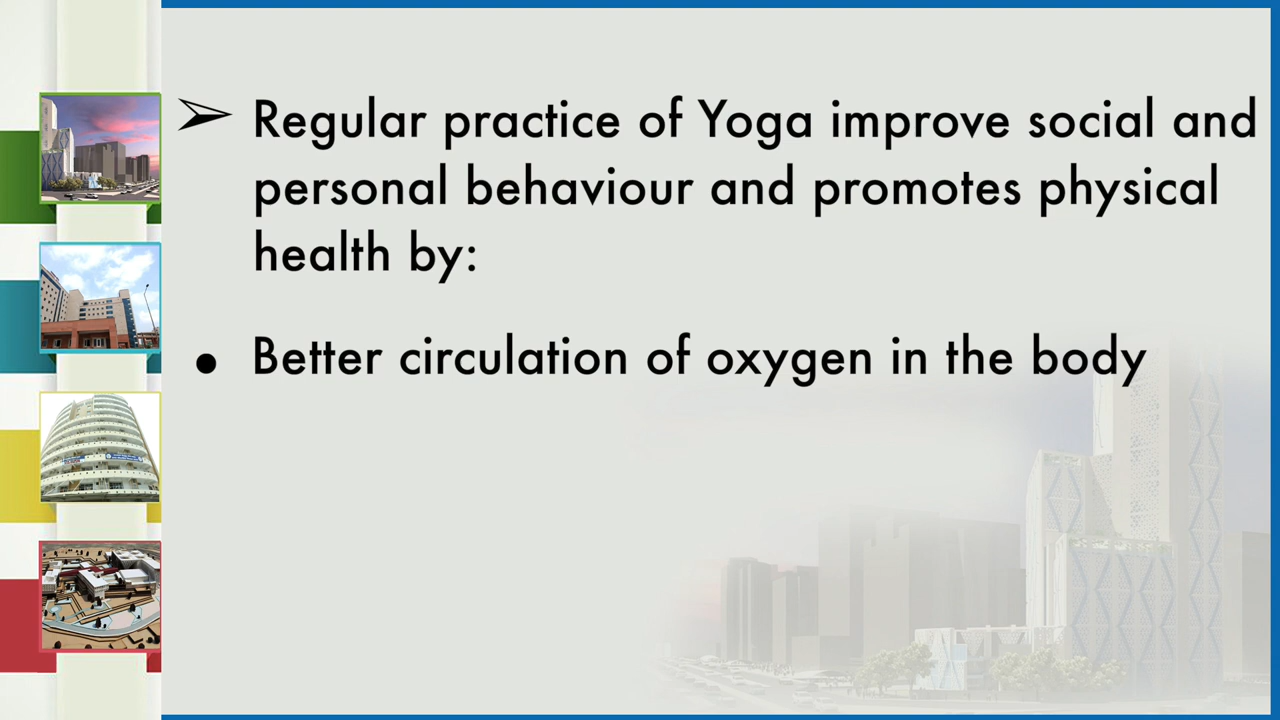 ➢ Regular practice of Yoga improve social and
personal behaviour and promotes physical
health by:
• Better circulation of oxygen in the body